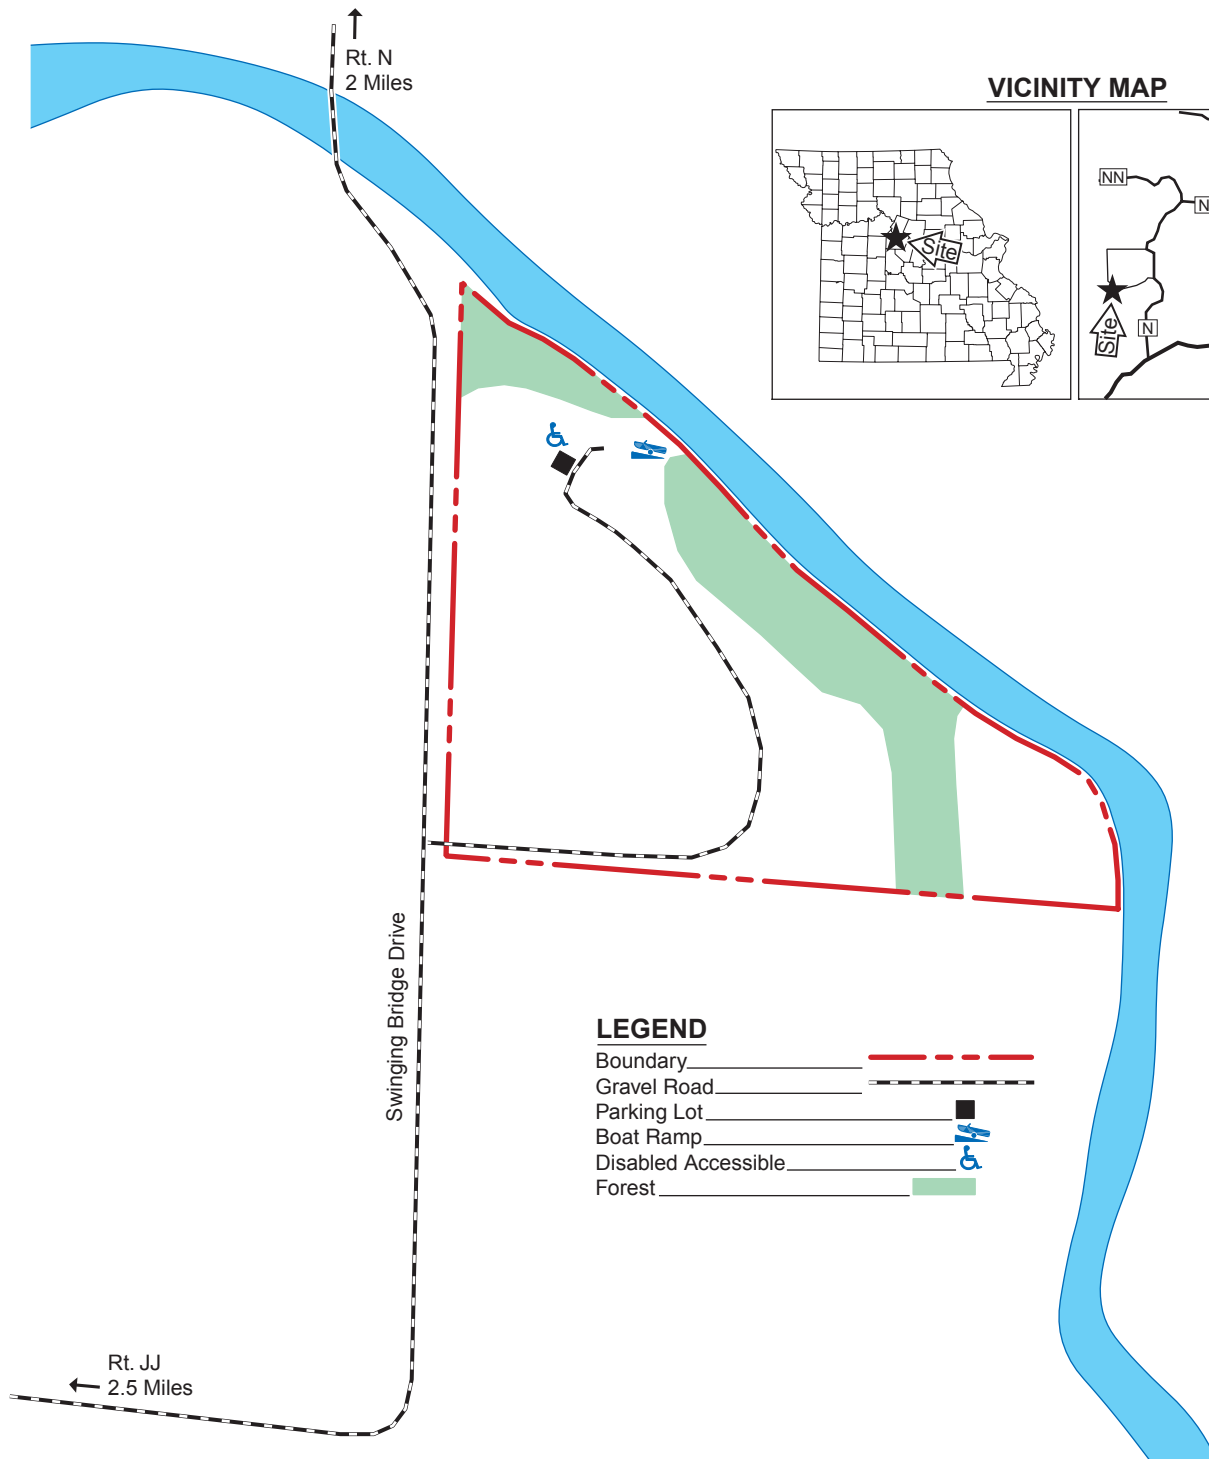 Rt. N
2 Miles
VICINITY MAP
Site
NN
N
N
Site
Swinging Bridge Drive
LEGEND
Boundary
Gravel Road
Parking Lot
Boat Ramp
Disabled Accessible
Forest
Rt. JJ
2.5 Miles